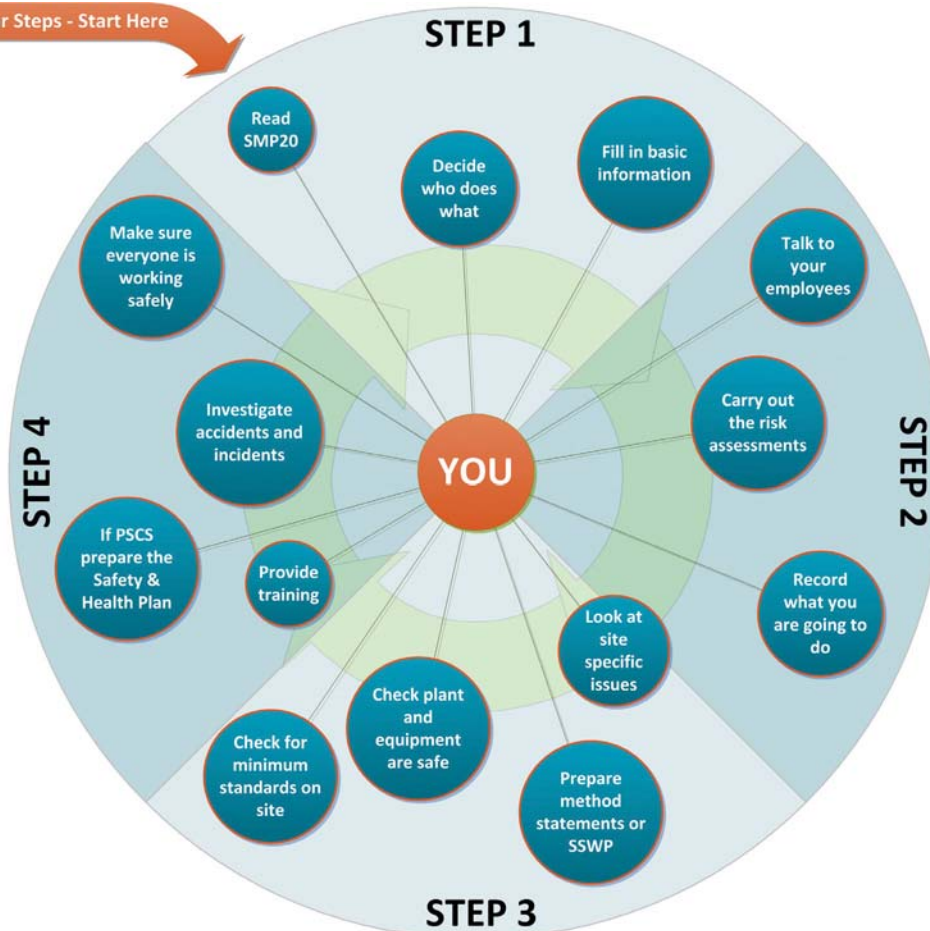 r Steps - Start Here
STEP 1
Read
SMP20
Decide
who does
what
Fill in basic
information
STEP 2
Talk to
your
employees
Carry out
the risk
assessments
Record
what you
are going to
do
STEP 3
Look at
site
specific
issues
Prepare
method
statements or
SSWP
Check plant
and
equipment
are safe
Check for
minimum
standards on
site
STEP 4
Provide
training
If PSCS
prepare the
Safety &
Health Plan
Investigate
accidents and
incidents
Make sure
everyone is
working
safely
YOU